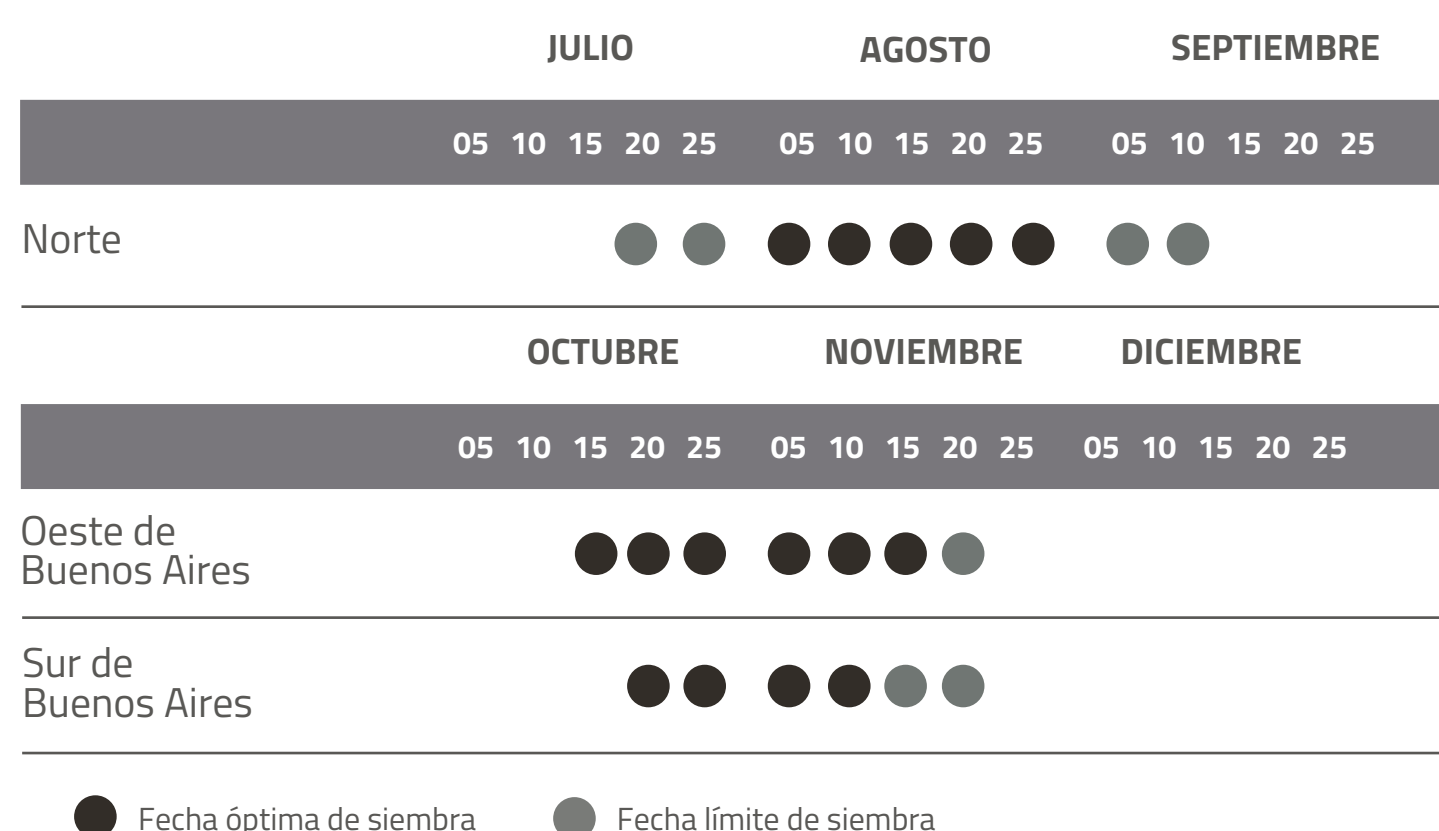 JULIO AGOSTO SEPTIEMBRE
05 10 15 20 25 05 10 15 20 25 05 10 15 20 25
Norte
OCTUBRE NOVIEMBRE DICIEMBRE
05 10 15 20 25 05 10 15 20 25 05 10 15 20 25
Oeste de
Buenos Aires
Sur de
Buenos Aires
Fecha óptima de siembra Fecha límite de siembra